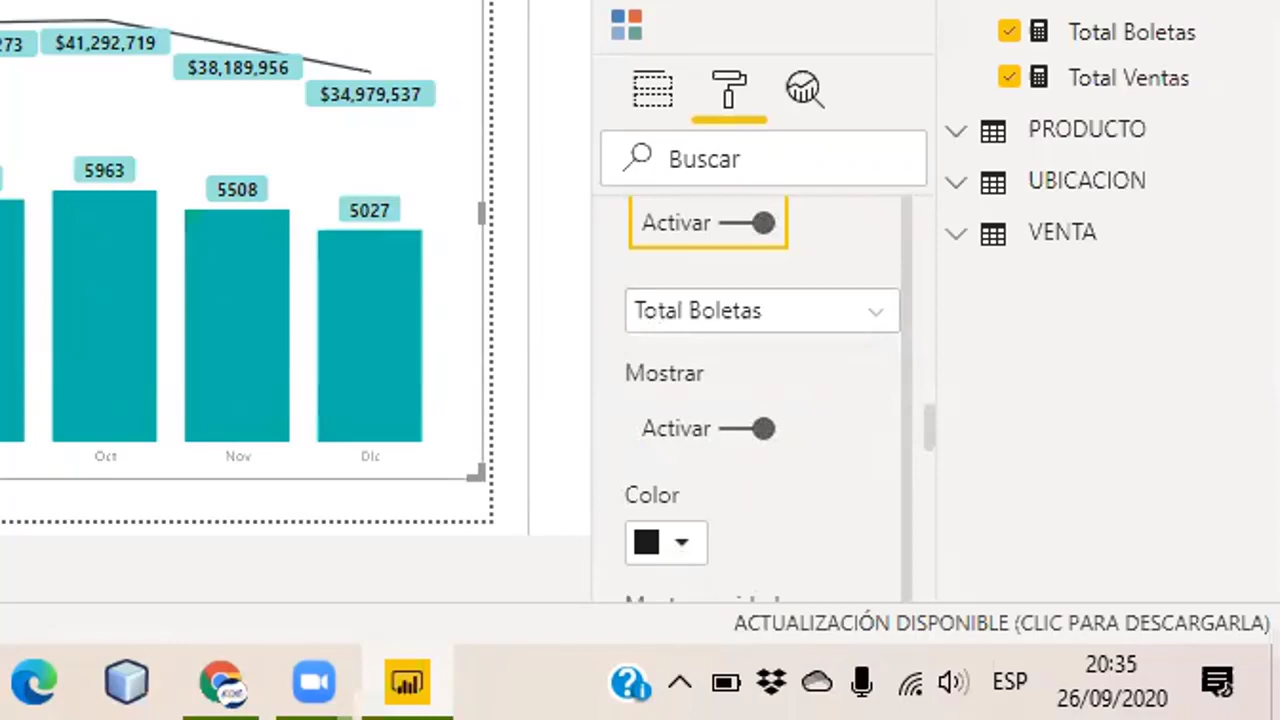 273
$41,292,719
$38,189,956
$34,979,537
5963
5508
5027
Oct
Nov
Dic
Buscar
Activar
Total Boletas
Mostrar
Activar
Color
Total Boletas
Total Ventas
PRODUCTO
UBICACION
VENTA
ACTUALIZACIÓN DISPONIBLE (CLIC PARA DESCARGARLA)
ESP
20:35
26/09/2020